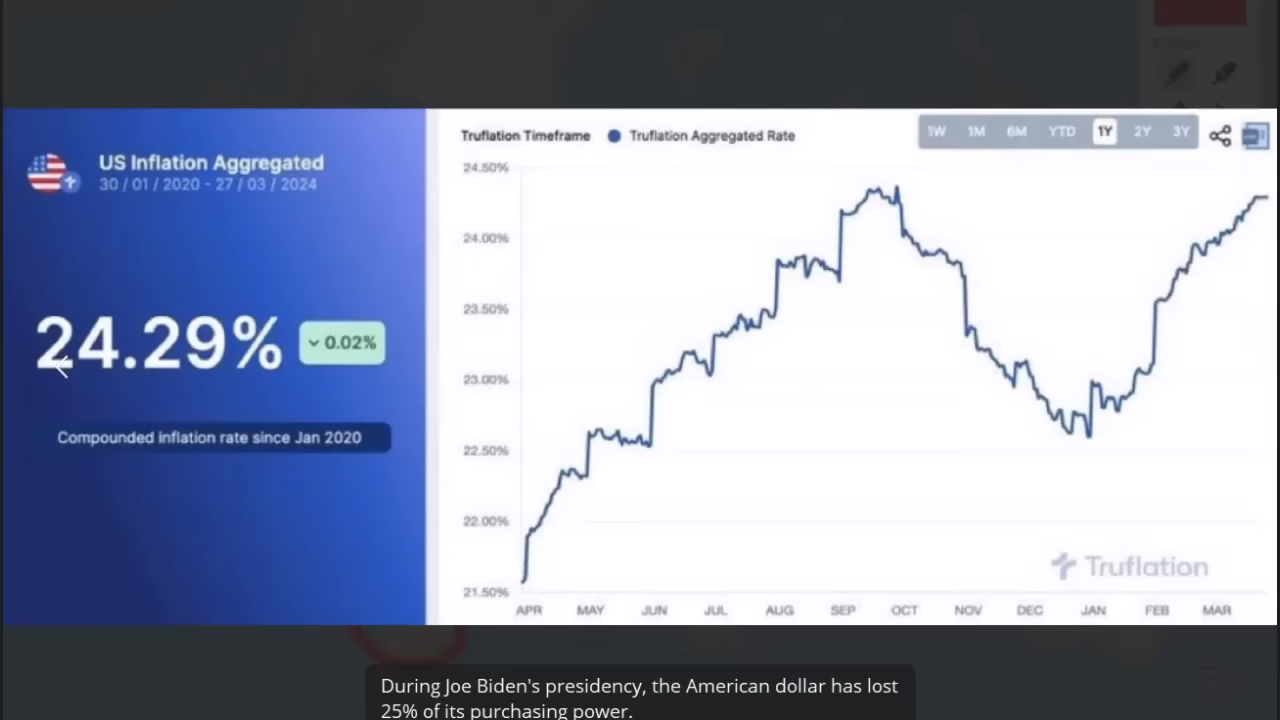 Truflation Timeframe Truflation Aggregated Rate 1W 1M 6M YTD 1Y 2Y 3Y
US Inflation Aggregated
30 / 01 / 2020 - 27 / 03 / 2024
24.29% 0.02%
Compounded inflation rate since Jan 2020
24.50%
24.00%
23.50%
23.00%
22.50%
22.00%
21.50%
Truflation
APR MAY JUN JUL AUG SEP OCT NOV DEC JAN FEB MAR
During Joe Biden's presidency, the American dollar has lost
25% of its purchasing power.